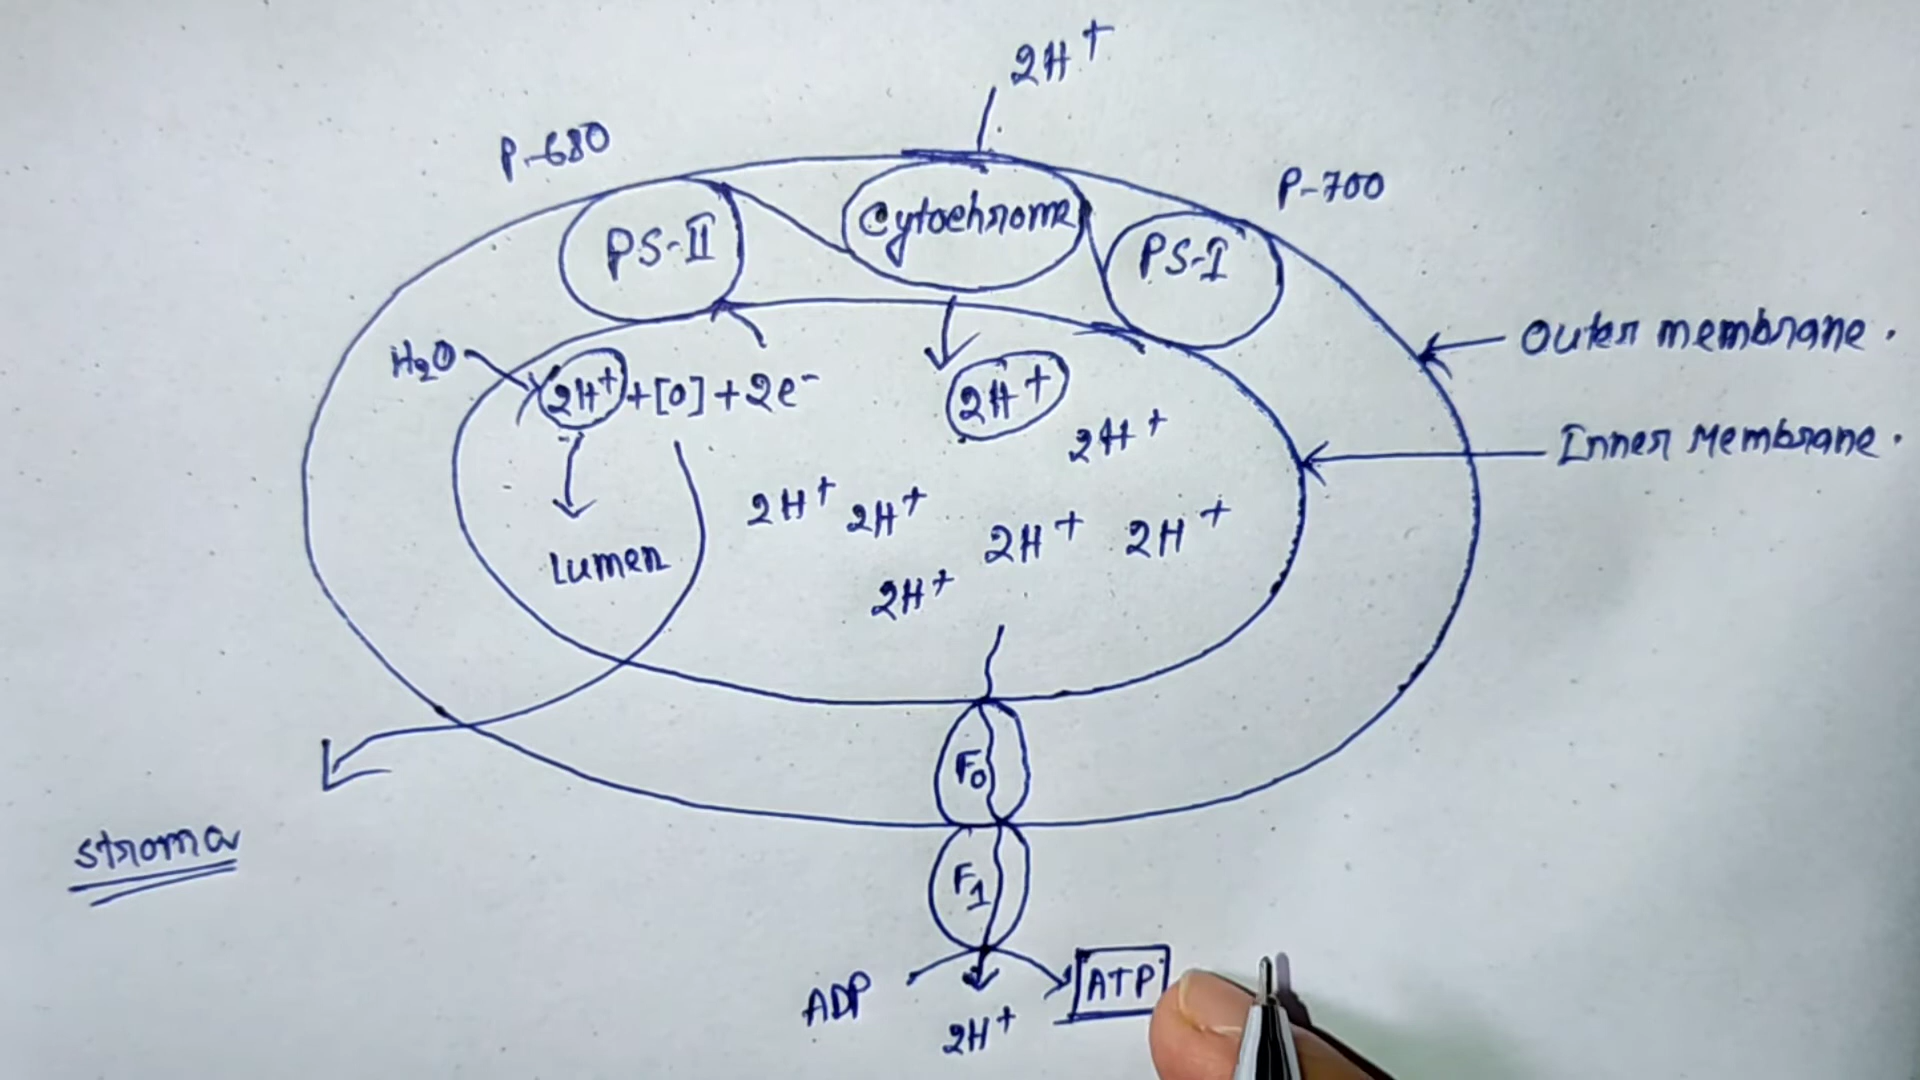 2H+
P-680
P-700
PS-II
Cytochrome
PS-I
Outer membrane.
H2O
2H+ + [O] + 2e-
2H+
2H+
Inner Membrane.
2H+ 2H+
2H+ 2H+
Lumen
2H+
F0
stroma
F1
ADP
ATP
2H+